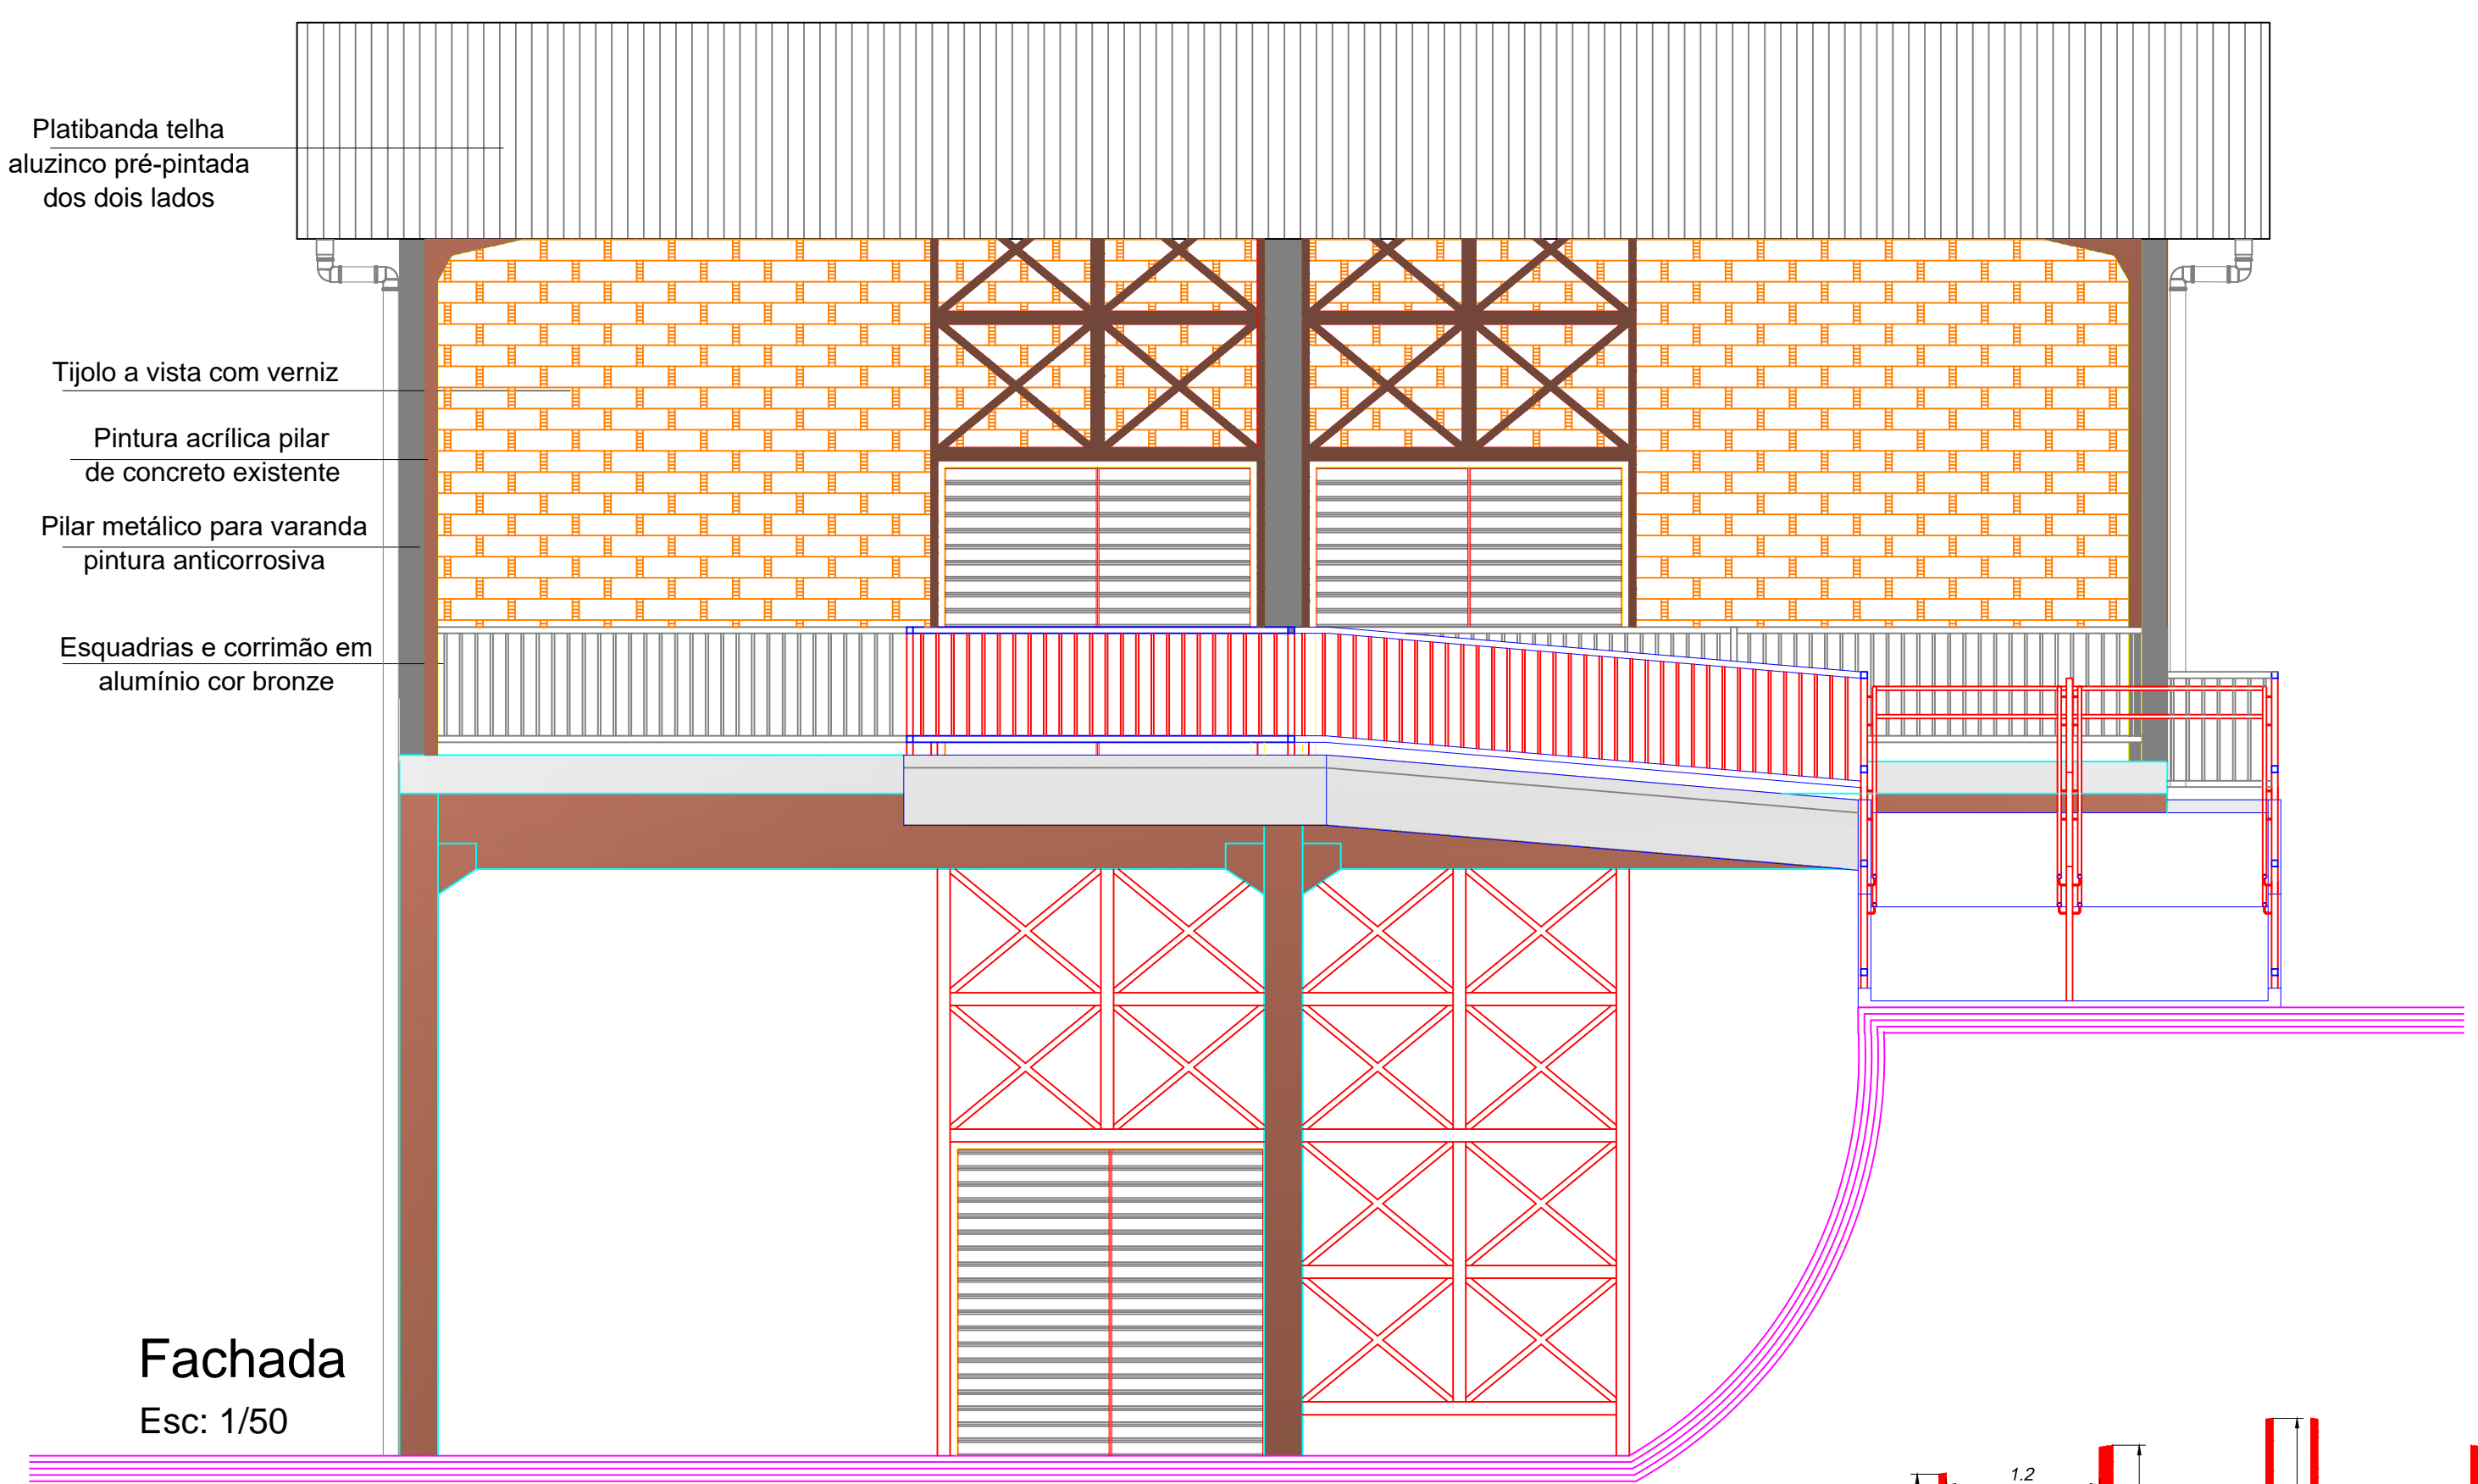 Platibanda telha
aluzinco pré-pintada
dos dois lados
Tijolo a vista com verniz
Pintura acrílica pilar
de concreto existente
Pilar metálico para varanda
pintura anticorrosiva
Esquadrias e corrimão em
alumínio cor bronze
Fachada
Esc: 1/50
1.2